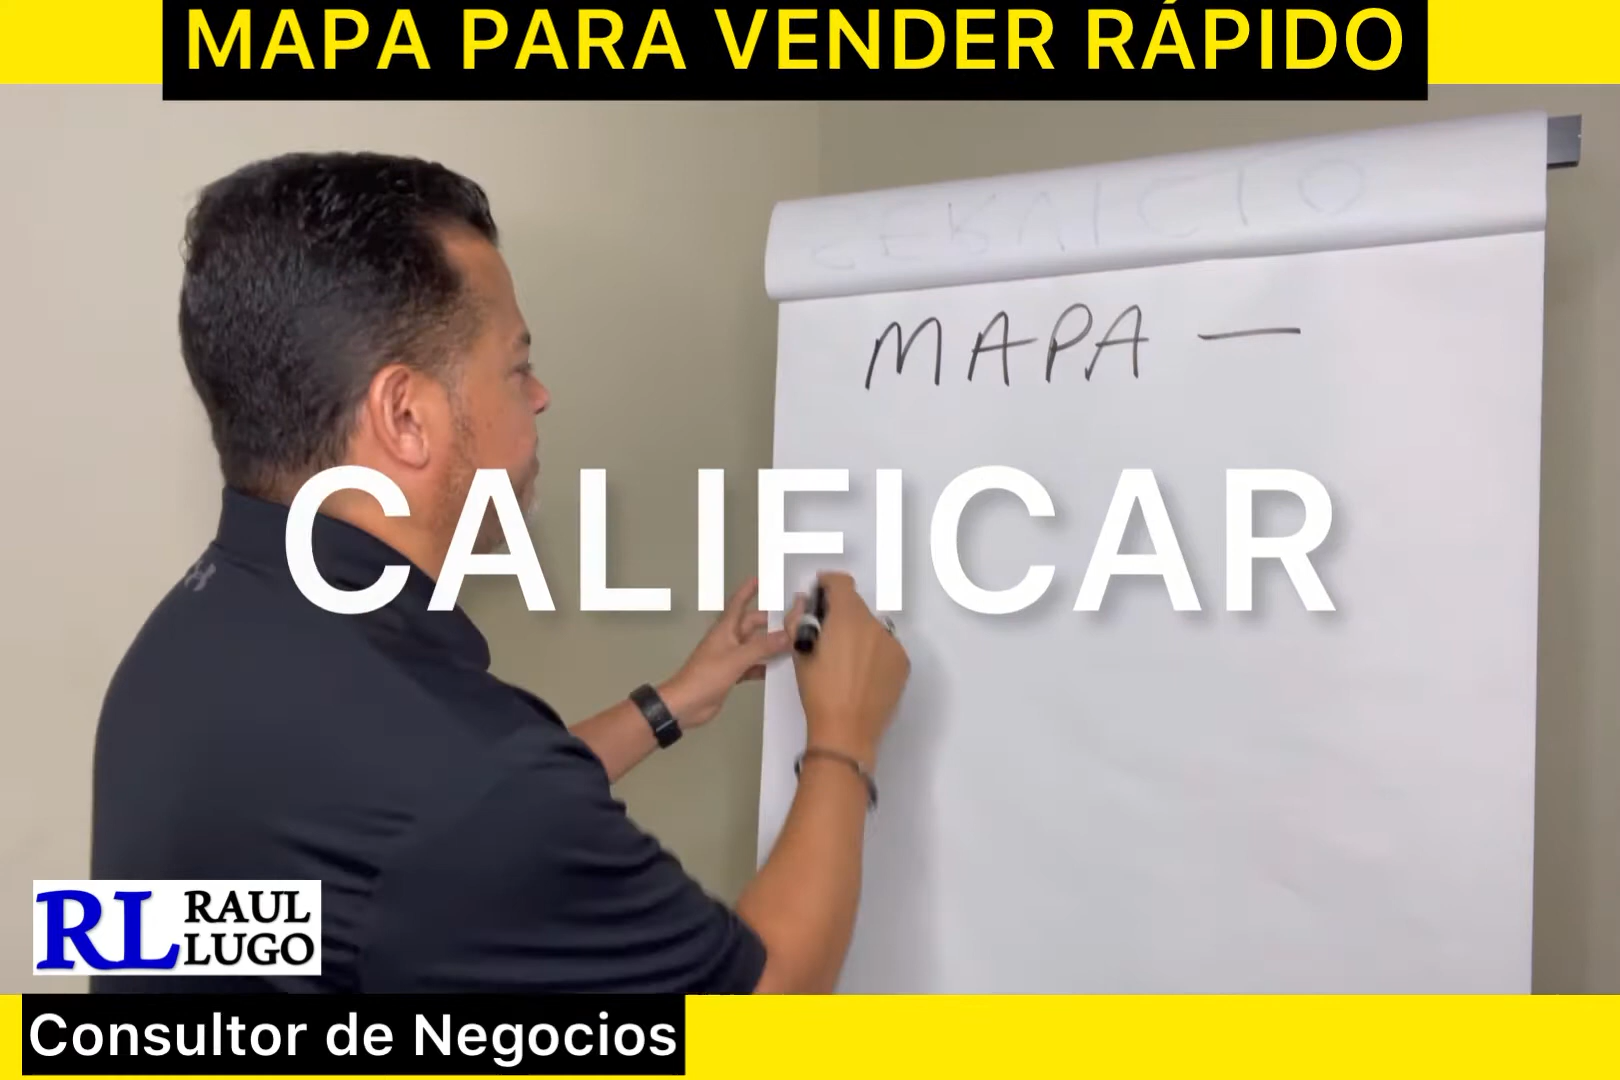 MAPA PARA VENDER RÁPIDO
MAPA —
CALIFICAR
RL RAUL
LUGO
Consultor de Negocios